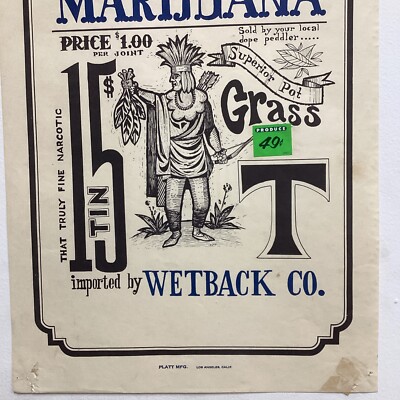 MARIJUANA
PRICE $1.00
PER JOINT
Sold by your local
dope peddler.....
Superior Pot
Grass
PRODUCE
49¢
THAT TRULY FINE NARCOTIC
15$
TIN
T
imported by WETBACK CO.
PLATT MFG. LOS ANGELES, CALIF